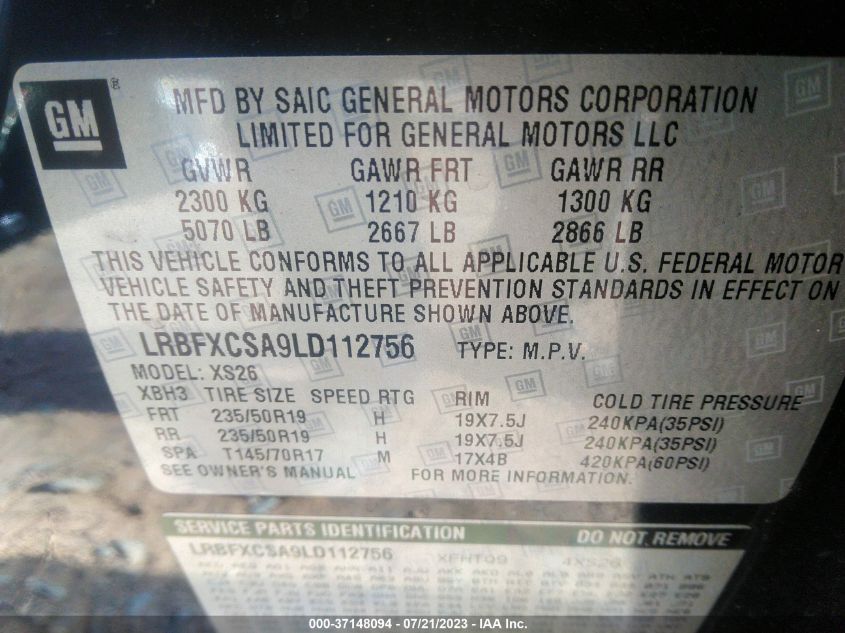 GM ®
MFD BY SAIC GENERAL MOTORS CORPORATION
LIMITED FOR GENERAL MOTORS LLC
GVWR GAWR FRT GAWR RR
2300 KG 1210 KG 1300 KG
5070 LB 2667 LB 2866 LB
THIS VEHICLE CONFORMS TO ALL APPLICABLE U.S. FEDERAL MOTOR
VEHICLE SAFETY AND THEFT PREVENTION STANDARDS IN EFFECT ON
THE DATE OF MANUFACTURE SHOWN ABOVE.
LRBFXCSA9LD112756 TYPE: M.P.V.
MODEL: XS26
XBH3 TIRE SIZE SPEED RTG RIM COLD TIRE PRESSURE
FRT 235/50R19 H 19X7.5J 240KPA(35PSI)
RR 235/50R19 H 19X7.5J 240KPA(35PSI)
SPA T145/70R17 M 17X4B 420KPA(60PSI)
SEE OWNER'S MANUAL FOR MORE INFORMATION.
SERVICE PARTS IDENTIFICATION DO NOT REMOVE
LRBFXCSA9LD112756 4XS26
000-37148094 - 07/21/2023 - IAA Inc.